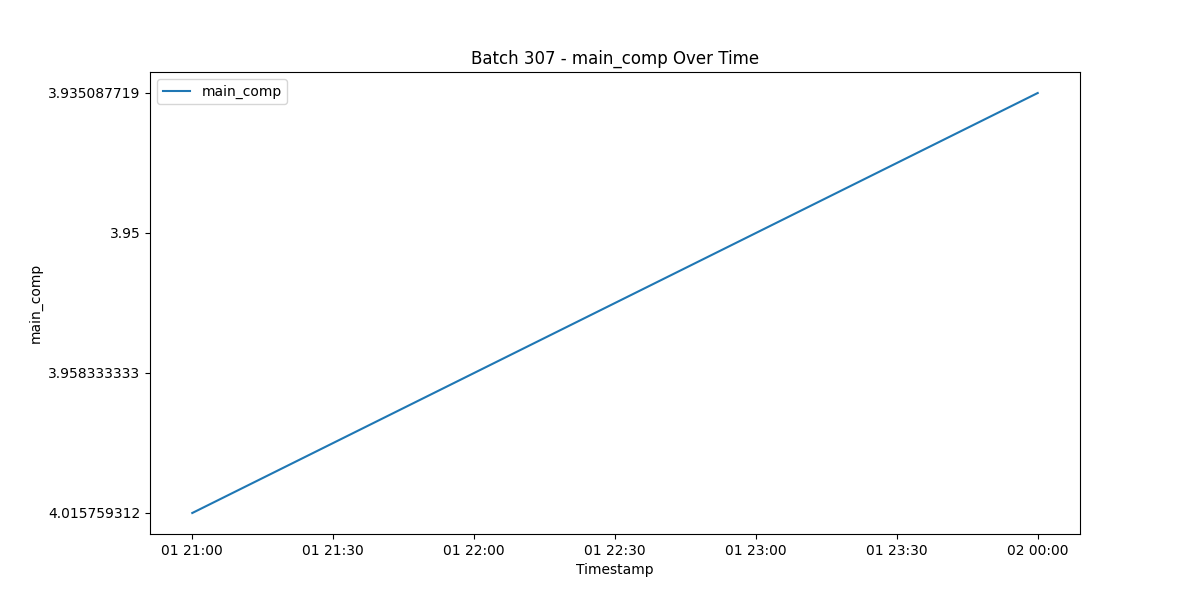 Batch 307 - main_comp Over Time
main_comp
3.935087719
3.95
3.958333333
4.015759312
main_comp
01 21:00
01 21:30
01 22:00
01 22:30
01 23:00
01 23:30
02 00:00
Timestamp